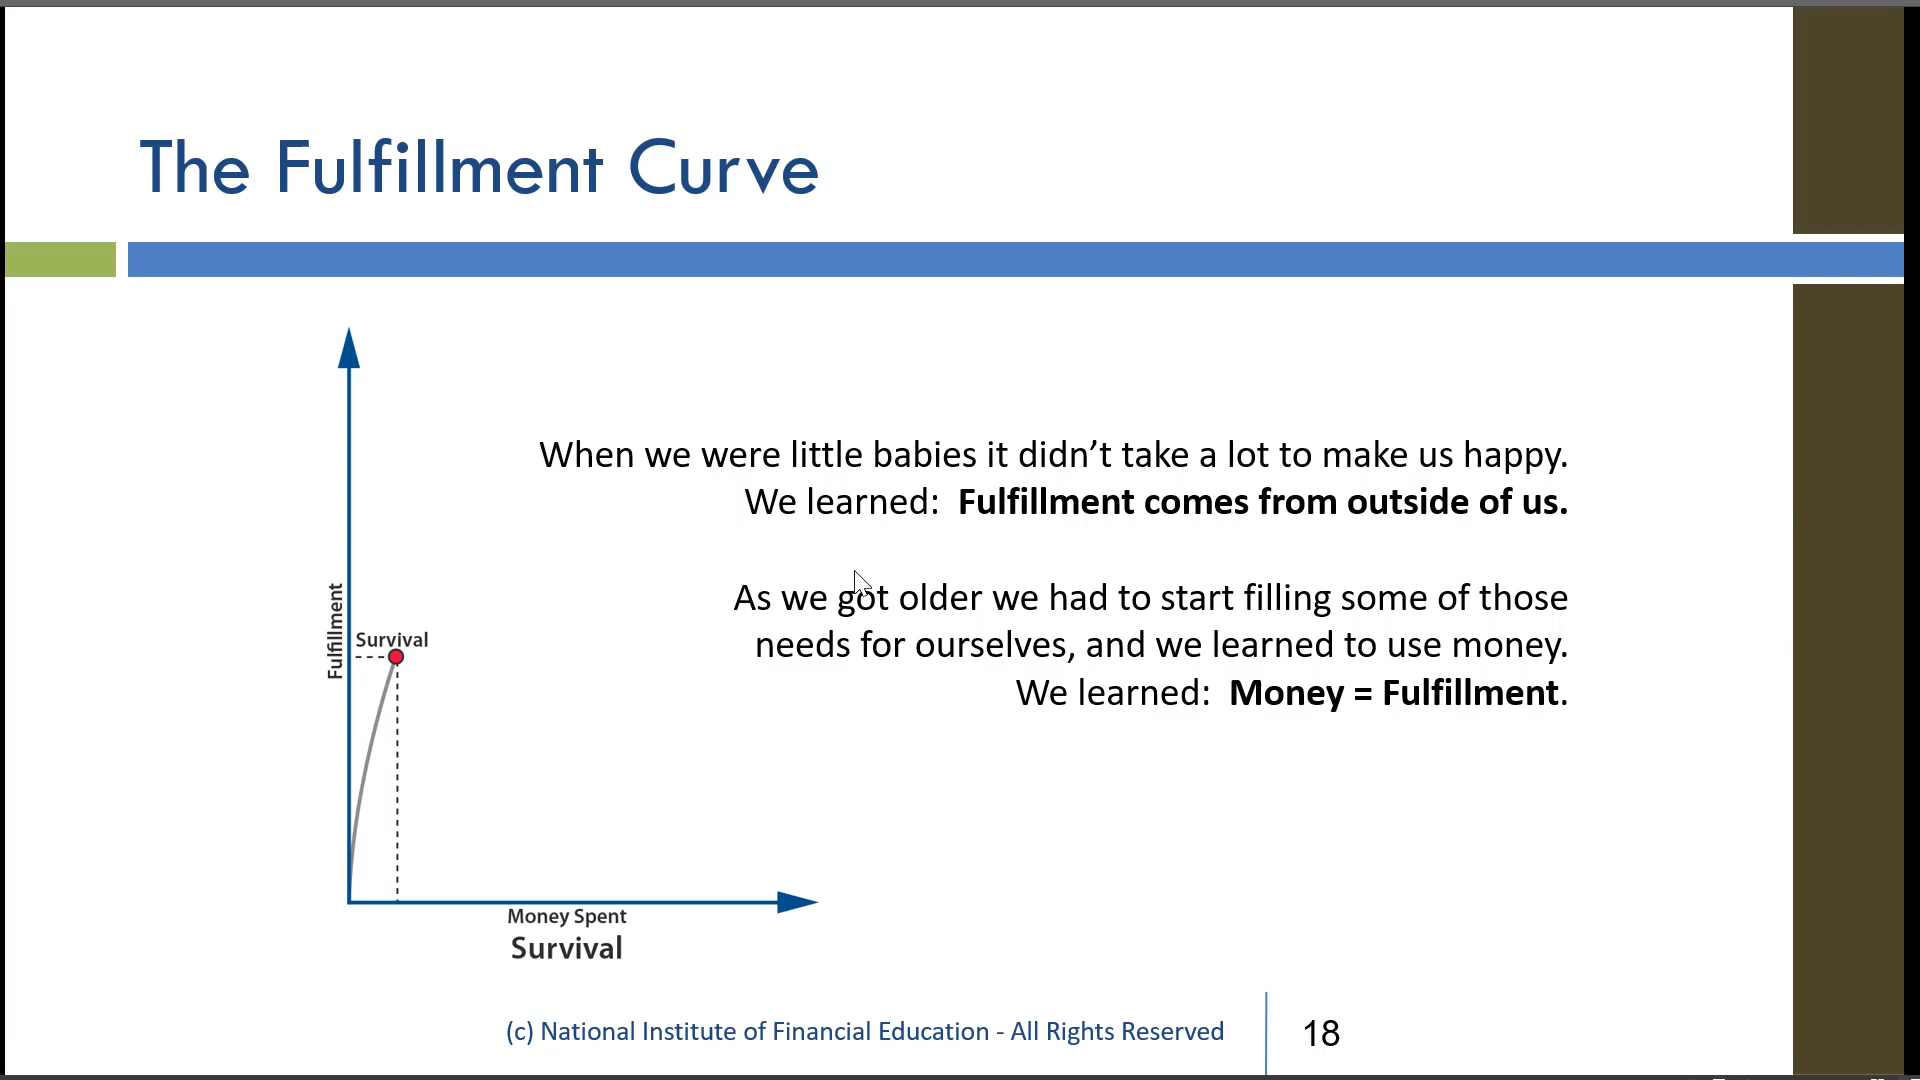 The Fulfillment Curve
When we were little babies it didn’t take a lot to make us happy.
We learned: Fulfillment comes from outside of us.
As we got older we had to start filling some of those
needs for ourselves, and we learned to use money.
We learned: Money = Fulfillment.
Fulfillment
Survival
Money Spent
Survival
(c) National Institute of Financial Education - All Rights Reserved
18